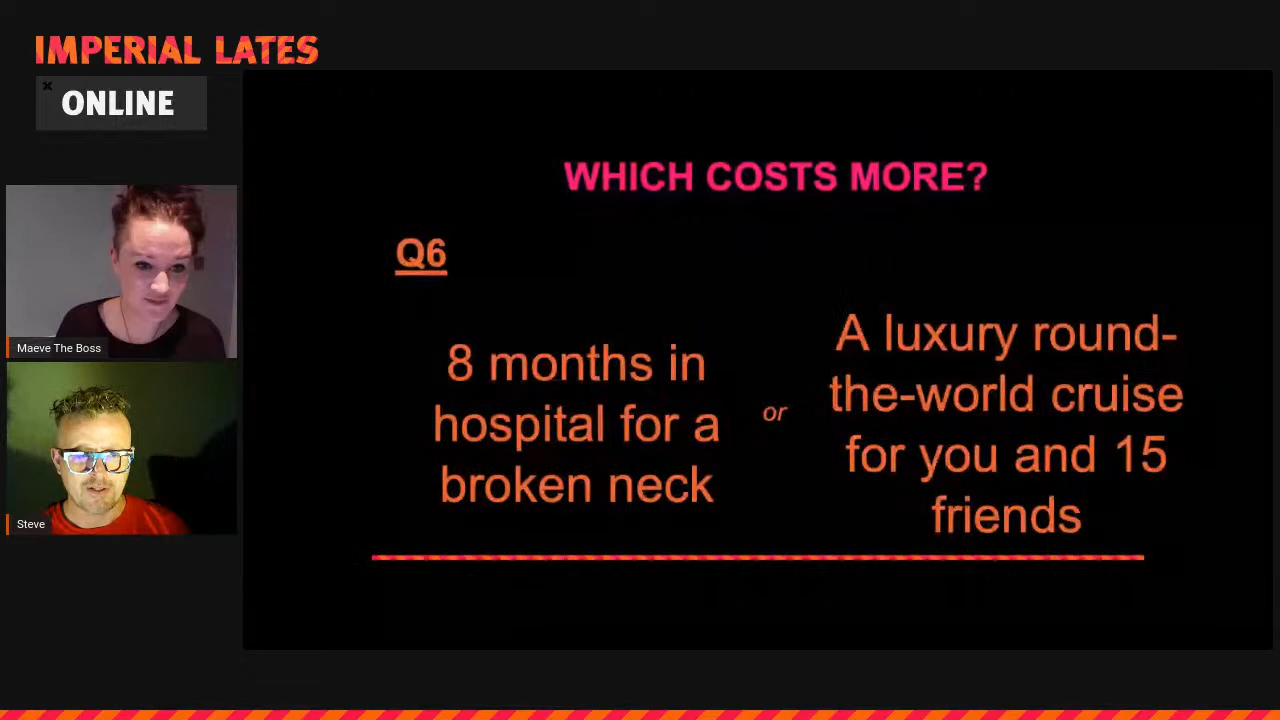 IMPERIAL LATES
ONLINE
WHICH COSTS MORE?
Q6
8 months in
hospital for a
broken neck
or
A luxury round-
the-world cruise
for you and 15
friends
Maeve The Boss
Steve